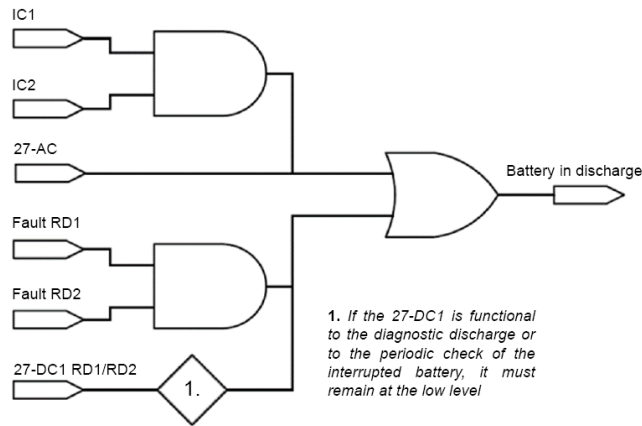 IC1
IC2
27-AC
Battery in discharge
Fault RD1
Fault RD2
27-DC1 RD1/RD2
1.
1. If the 27-DC1 is functional
to the diagnostic discharge or
to the periodic check of the
interrupted battery, it must
remain at the low level